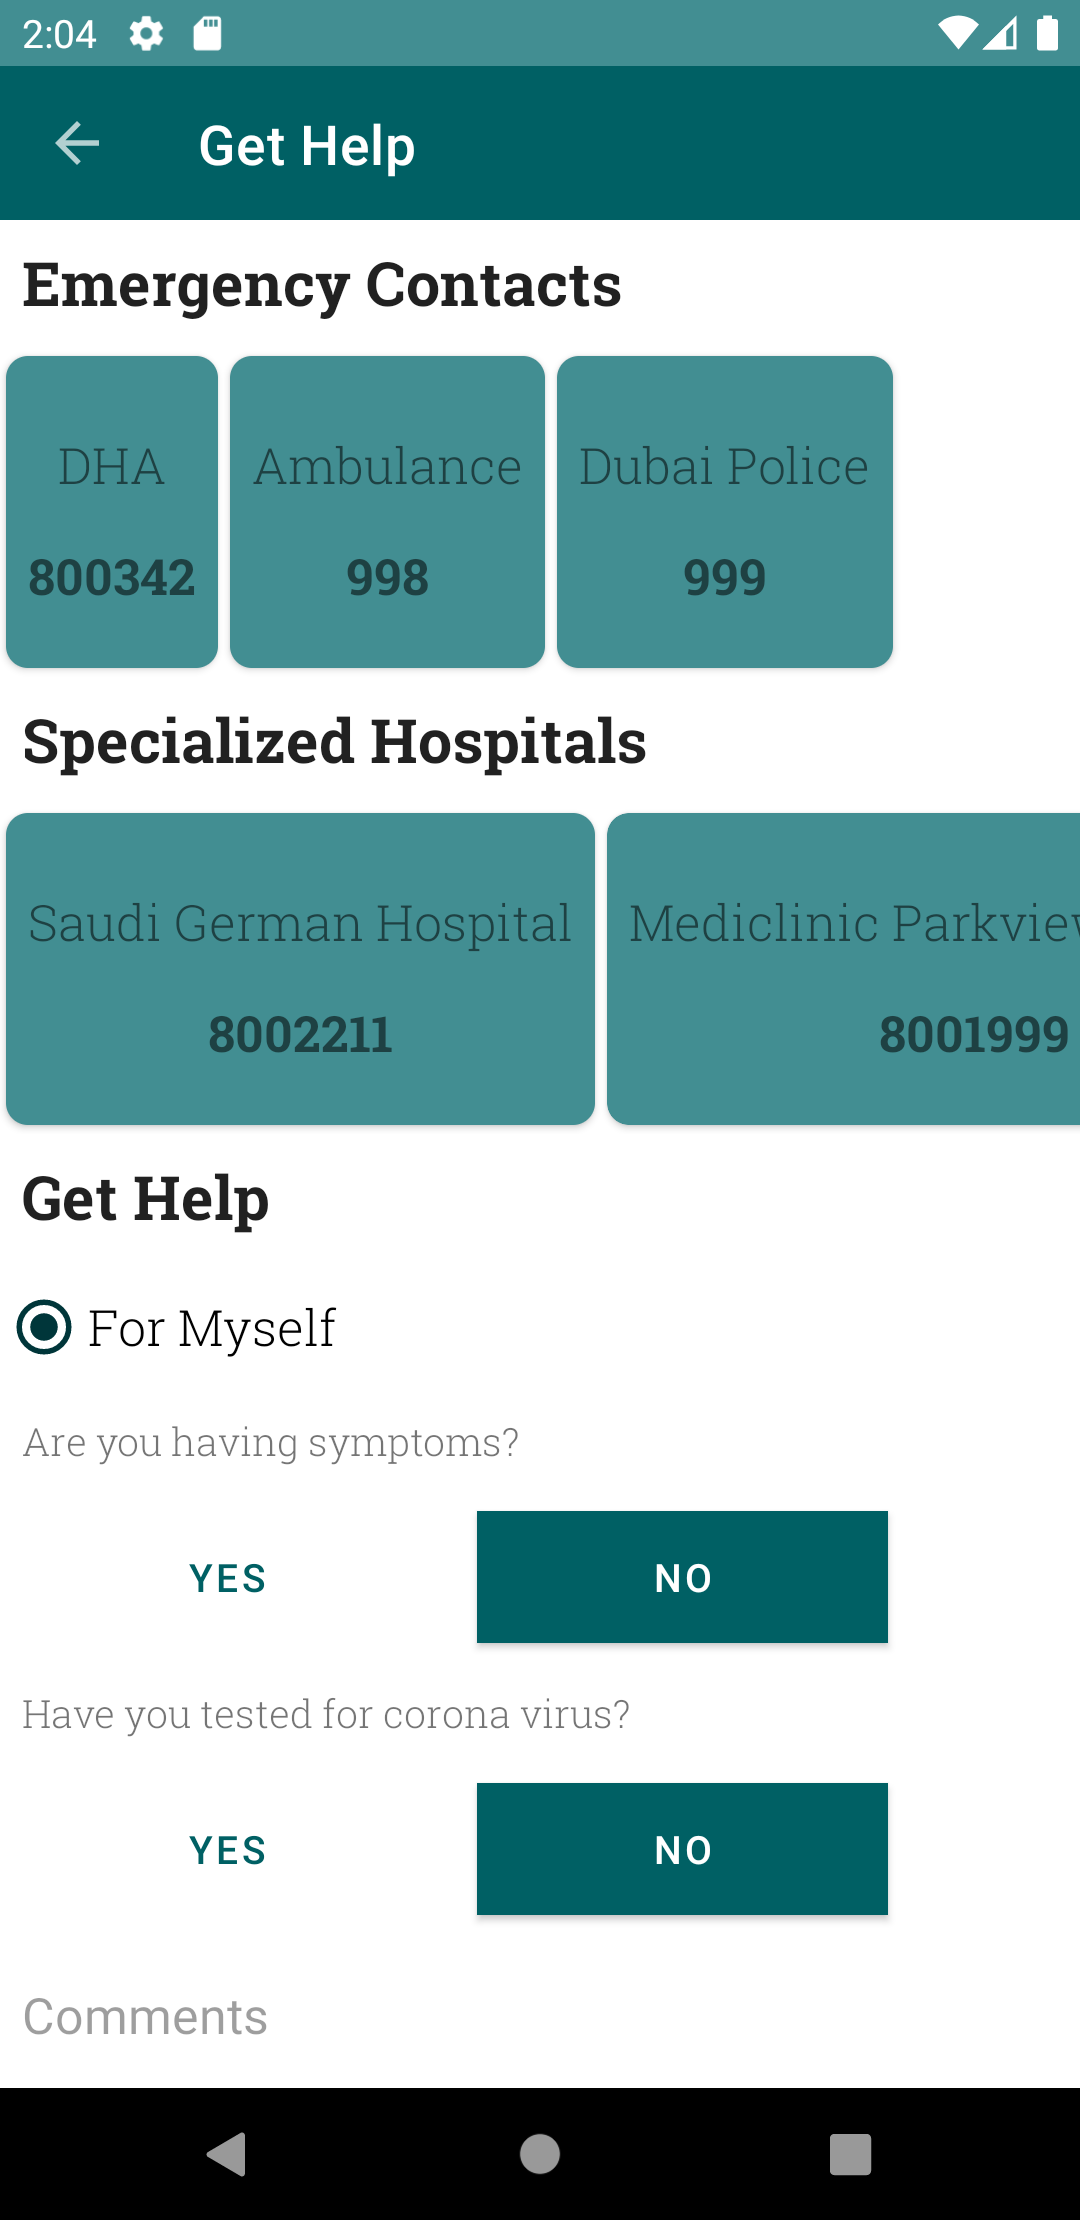 2:04
Get Help
Emergency Contacts
DHA
800342
Ambulance
998
Dubai Police
999
Specialized Hospitals
Saudi German Hospital
8002211
Mediclinic
8001999
Get Help
For Myself
Are you having symptoms?
YES
NO
Have you tested for corona virus?
YES
NO
Comments